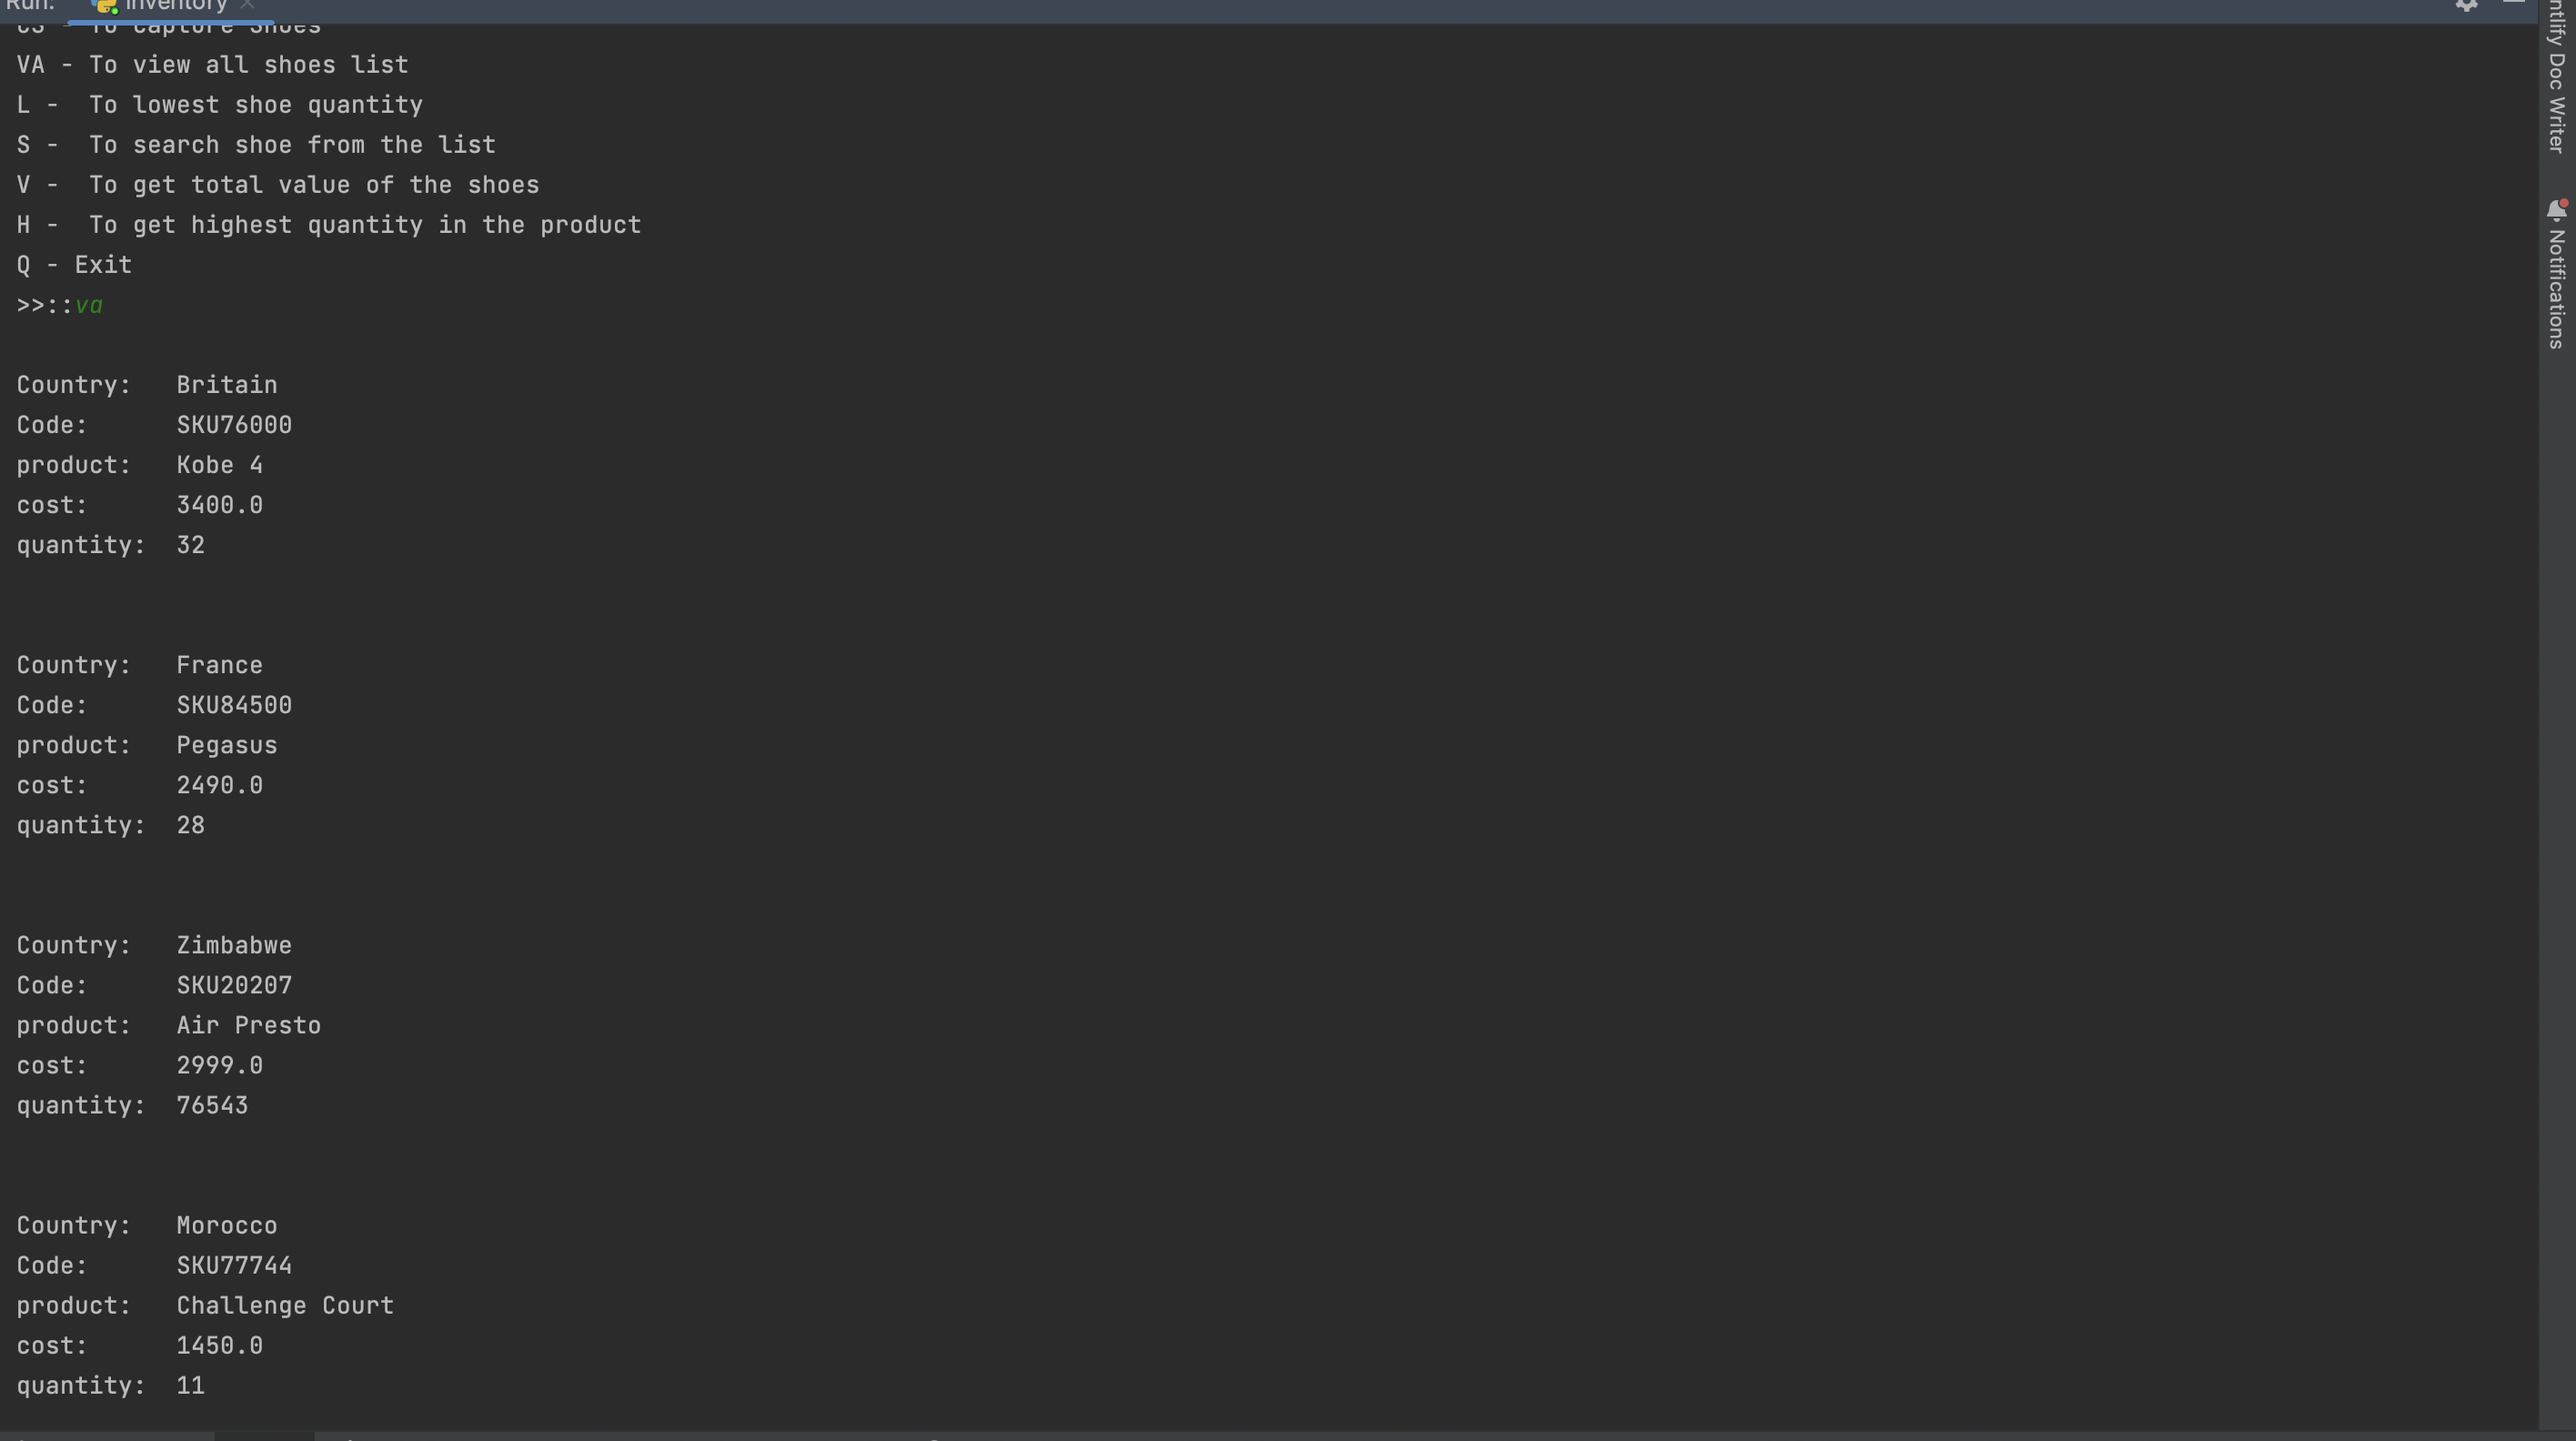 Run: inventory
CS - To capture Shoes
VA - To view all shoes list
L -  To lowest shoe quantity
S -  To search shoe from the list
V -  To get total value of the shoes
H -  To get highest quantity in the product
Q - Exit
>>::va
Country:   Britain
Code:      SKU76000
product:   Kobe 4
cost:      3400.0
quantity:  32
Country:   France
Code:      SKU84500
product:   Pegasus
cost:      2490.0
quantity:  28
Country:   Zimbabwe
Code:      SKU20207
product:   Air Presto
cost:      2999.0
quantity:  76543
Country:   Morocco
Code:      SKU77744
product:   Challenge Court
cost:      1450.0
quantity:  11
Doc Writer
Notifications